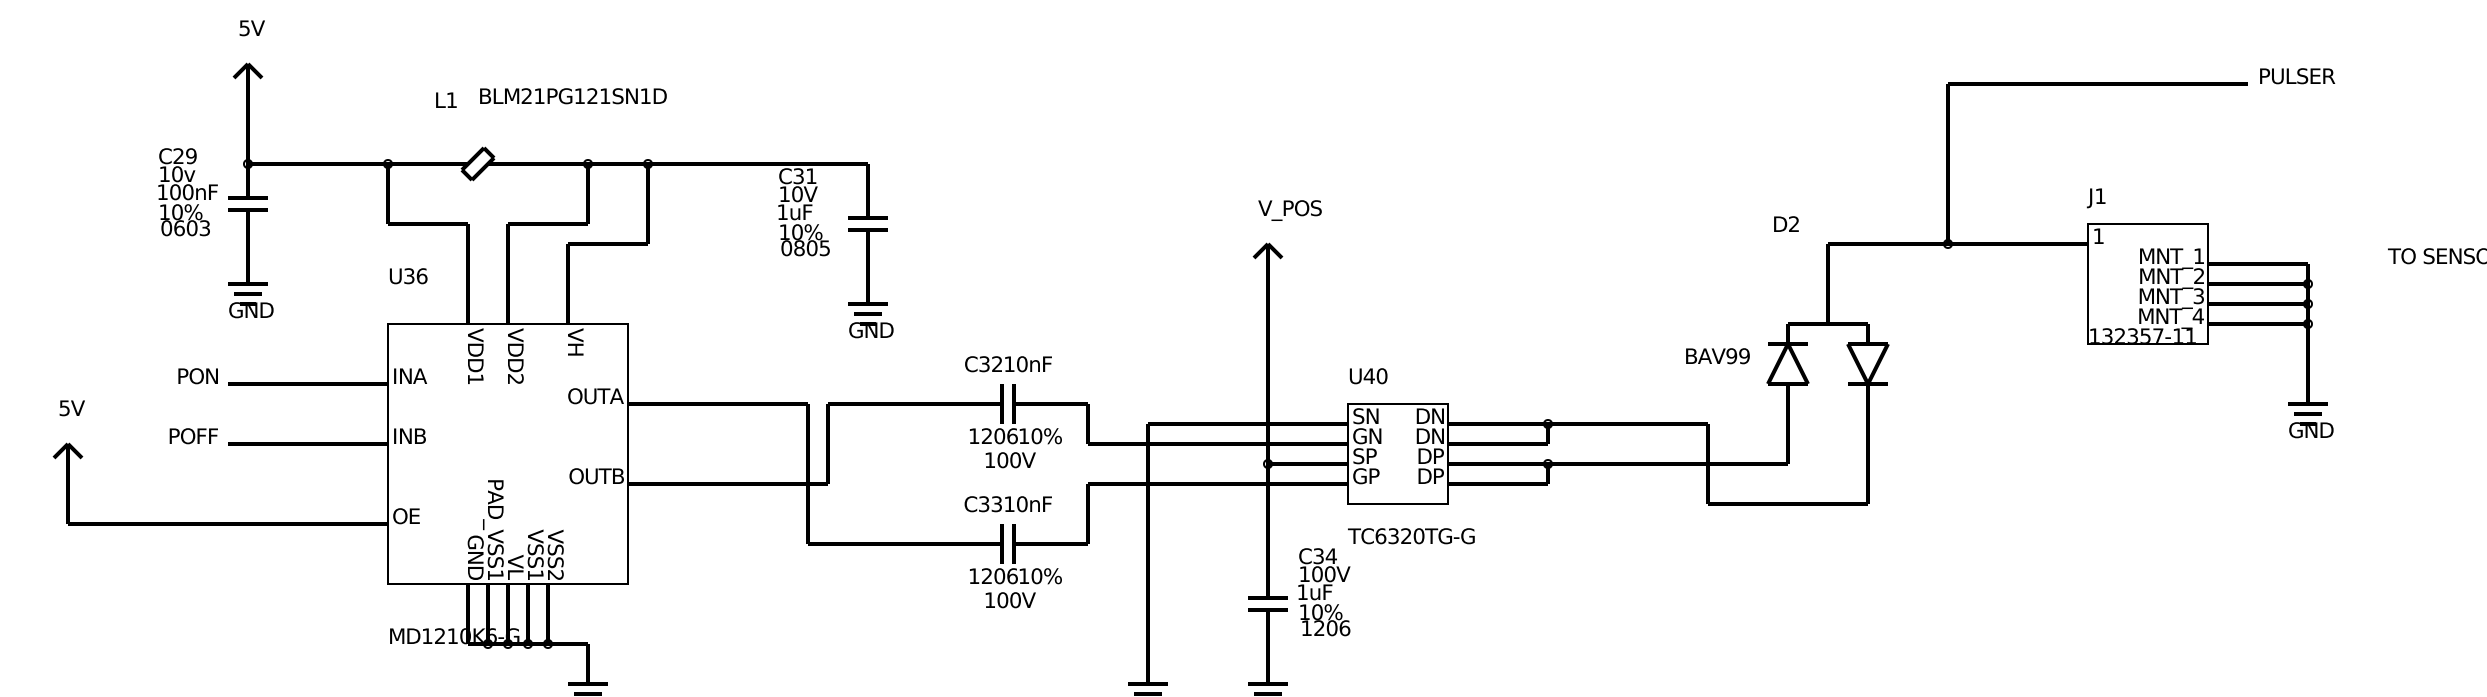 5V
L1
BLM21PG121SN1D
PULSER
C29
10v
100nF
10%
0603
GND
C31
10V
1uF
10%
0805
GND
U36
VDD1
VDD2
VH
PON
INA
OUTA
5V
POFF
INB
OUTB
OE
GND
PAD_VSS1
VL
VSS1
VSS2
MD1210K6-G
C3210nF
120610%
100V
C3310nF
120610%
100V
V_POS
U40
SN
DN
GN
DN
SP
DP
GP
DP
TC6320TG-G
C34
100V
1uF
10%
1206
D2
BAV99
J1
1
MNT_1
MNT_2
MNT_3
MNT_4
132357-11
GND
TO SENSO